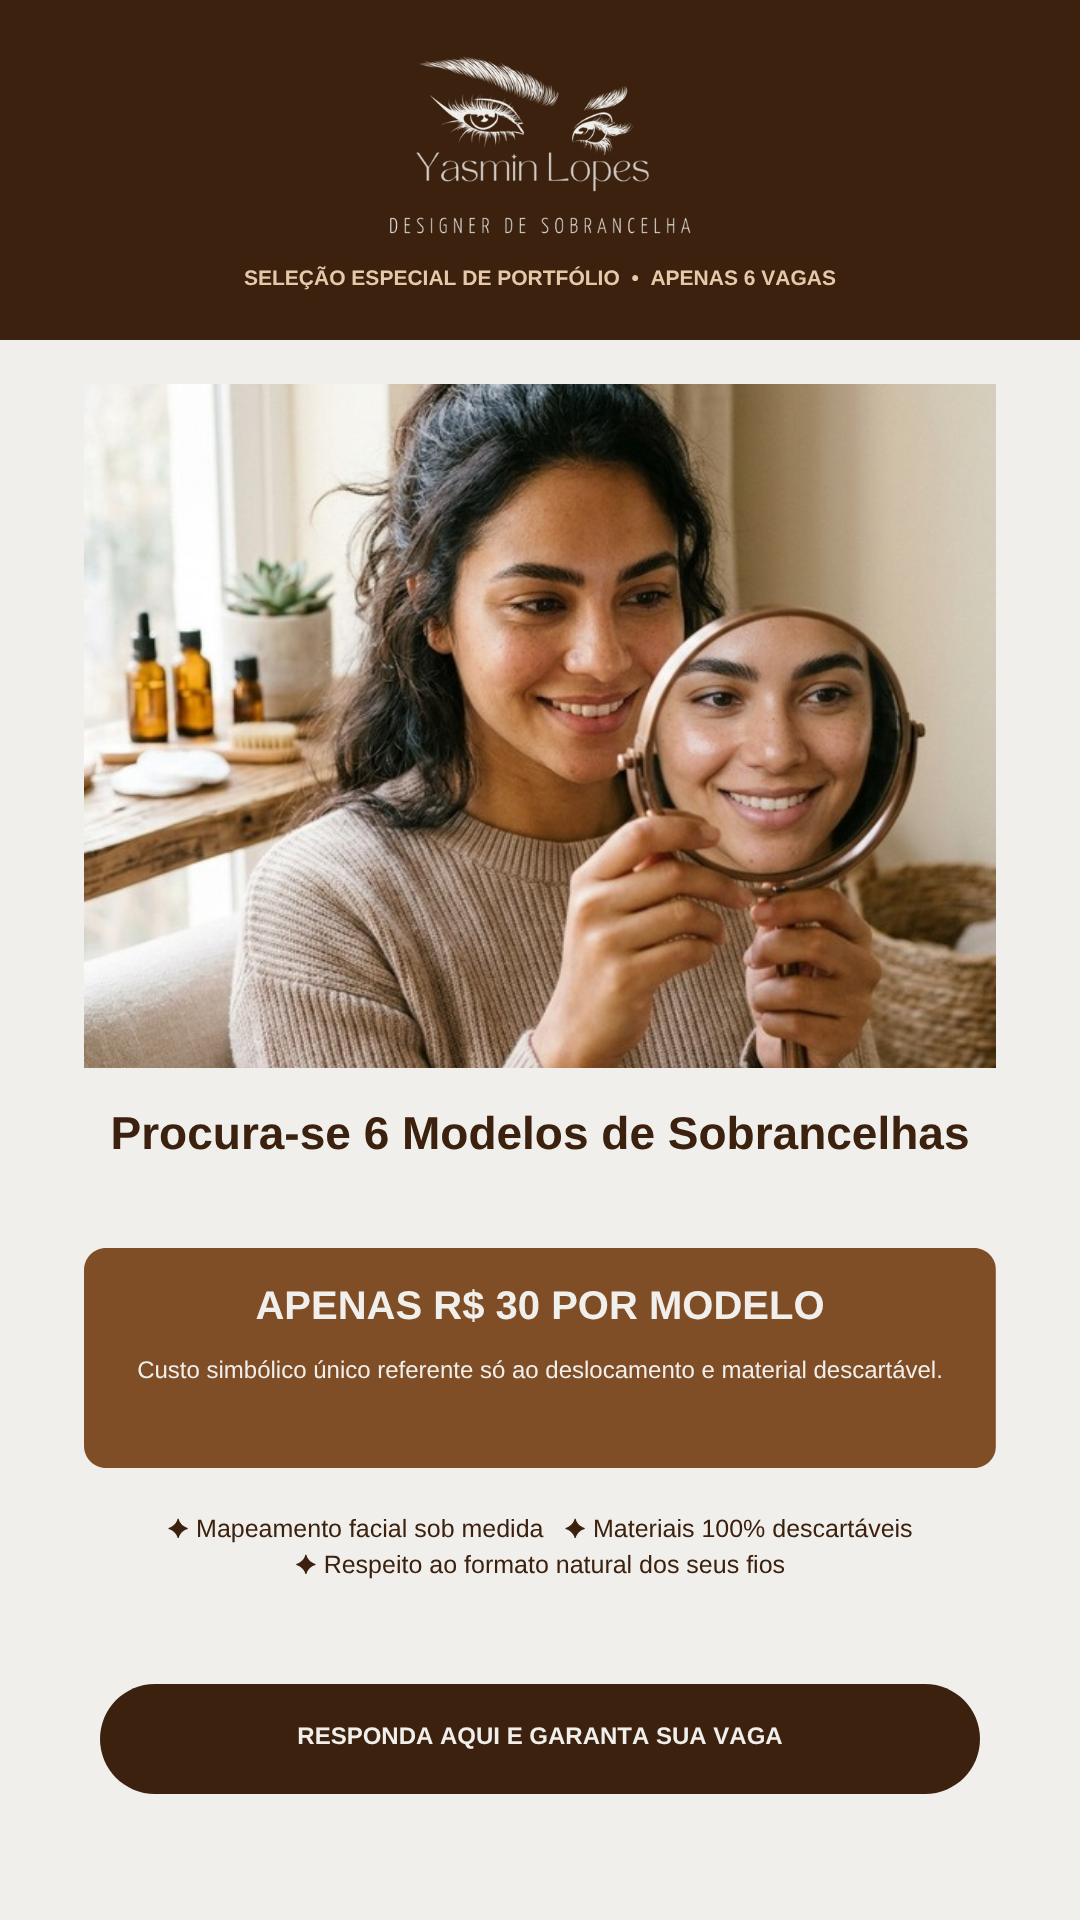 Yasmin Lopes
DESIGNER DE SOBRANCELHA
SELEÇÃO ESPECIAL DE PORTFÓLIO • APENAS 6 VAGAS
Procura-se 6 Modelos de Sobrancelhas
APENAS R$ 30 POR MODELO
Custo simbólico único referente só ao deslocamento e material descartável.
✦ Mapeamento facial sob medida ✦ Materiais 100% descartáveis
✦ Respeito ao formato natural dos seus fios
RESPONDA AQUI E GARANTA SUA VAGA